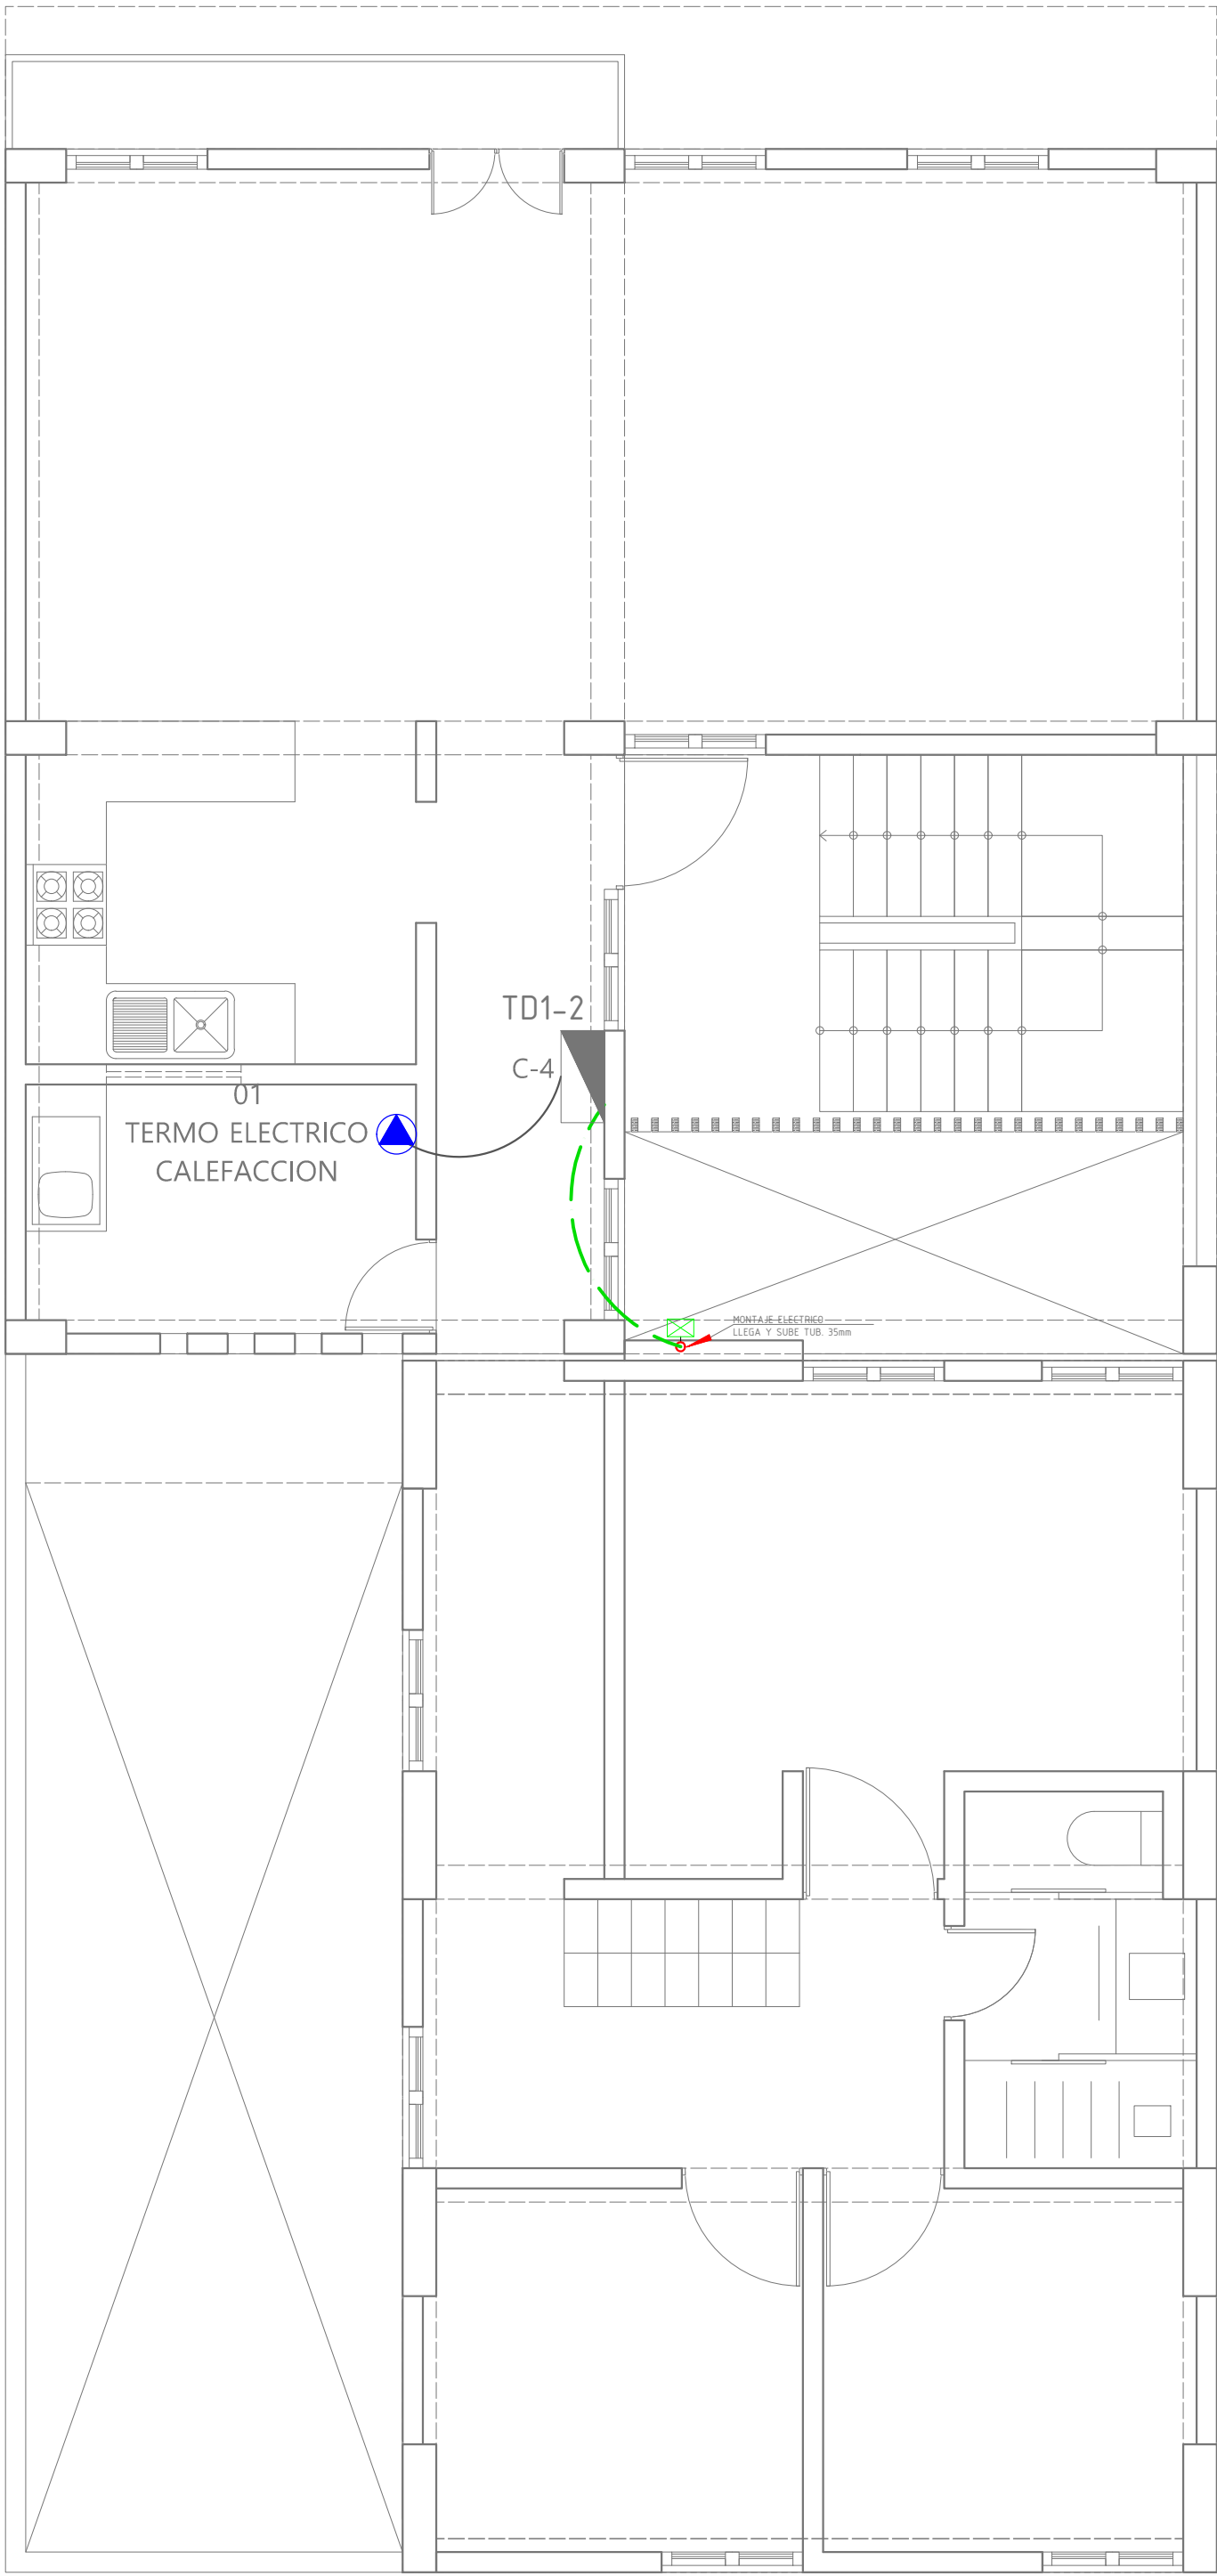 TD1-2
C-4
01
TERMO ELECTRICO
CALEFACCION
MONTAJE ELECTRICO
LLEGA Y SUBE TUB. 35mm